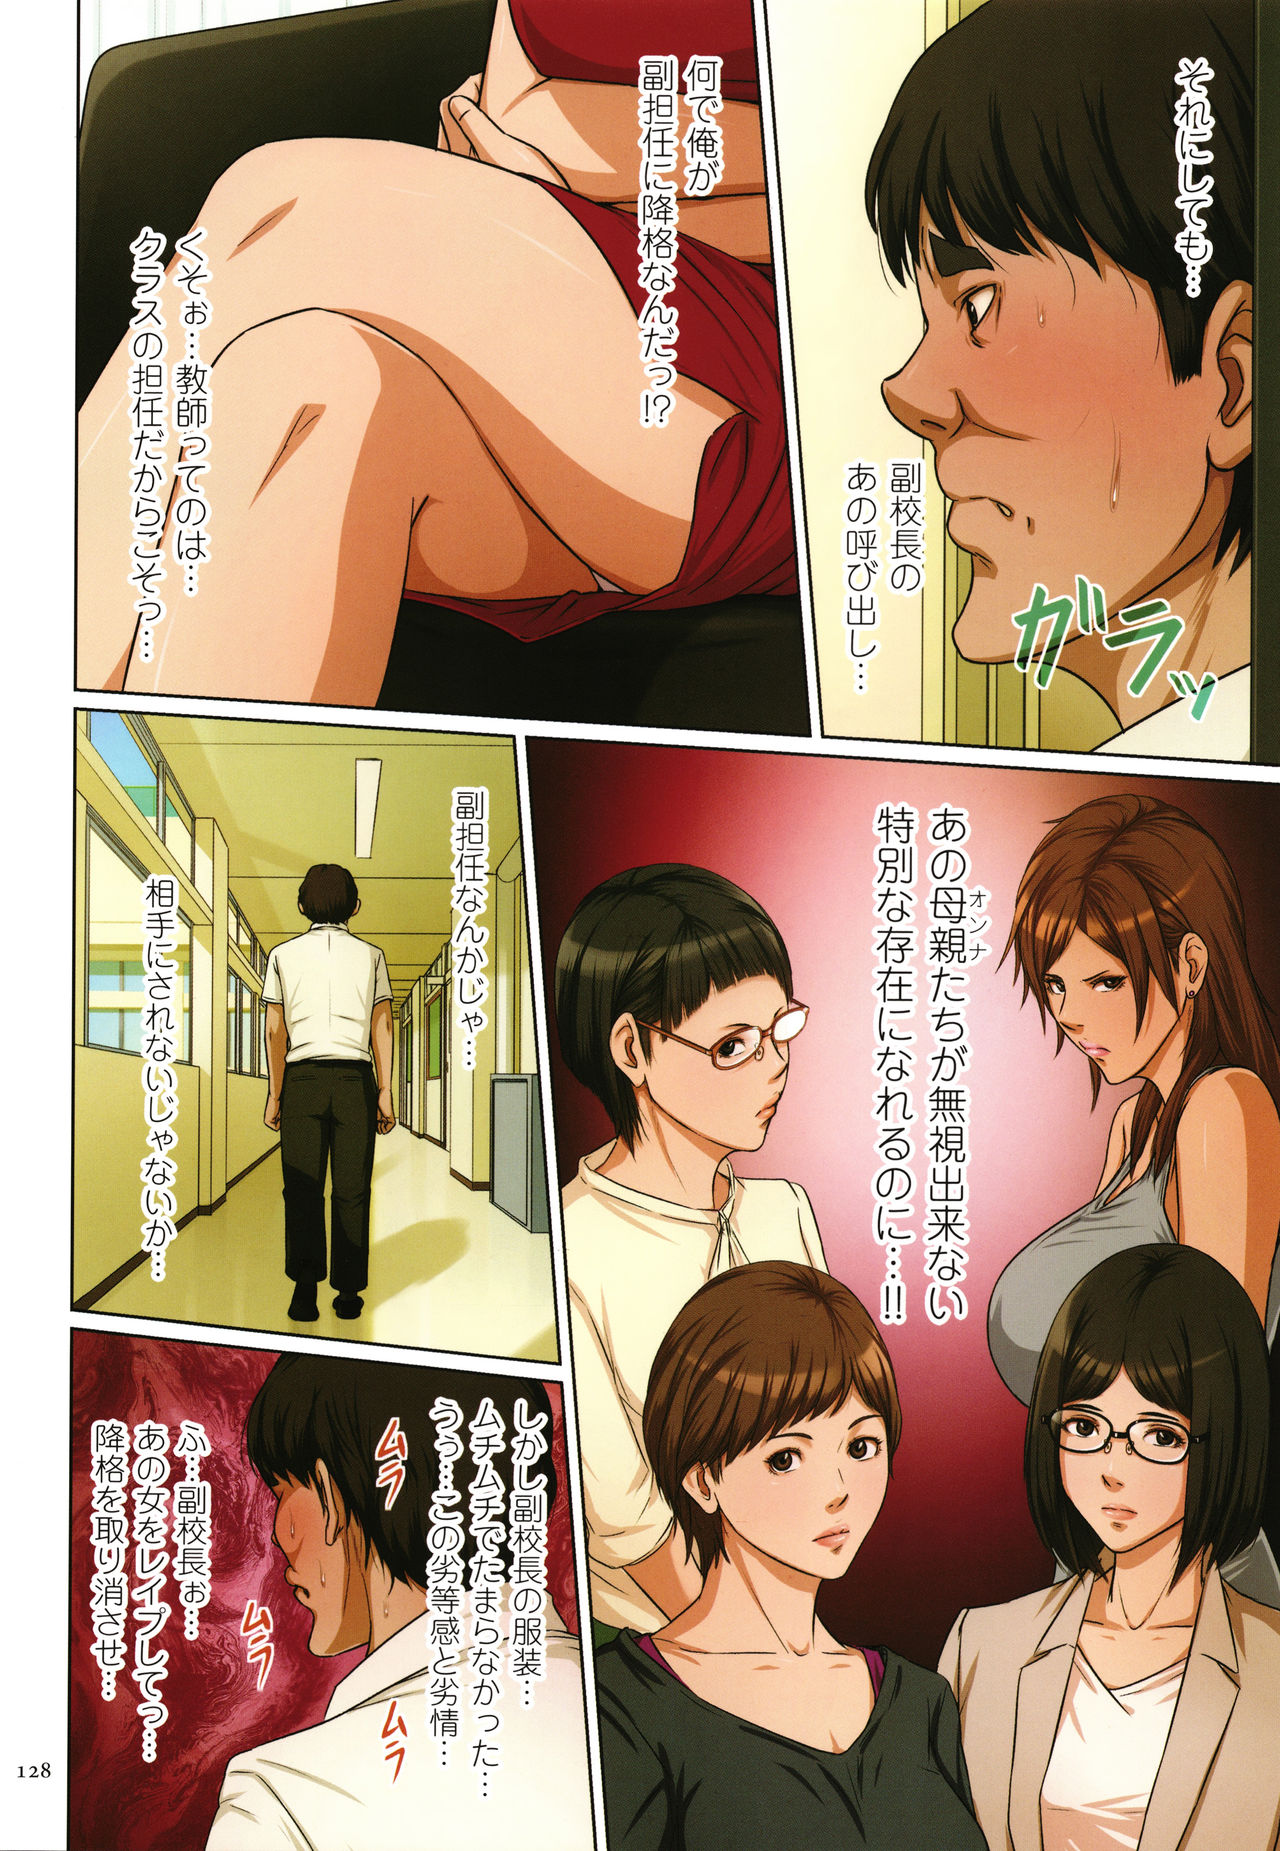 それにしても…
副校長の
あの呼び出し…
ガラッ
何で俺が
副担任に降格なんだっ!?
くそぉ…教師ってのは…
クラスの担任だからこそっ…
あの母親たちが無視出来ない
オンナ
特別な存在になれるのに…!!
副担任なんかじゃ…
相手にされないじゃないか…
しかし副校長の服装…
ムチムチでたまらなかった…
うぅ…この劣等感と劣情…
ムラ
ムラ
ムラ
ふ…副校長ぉ…
あの女をレイプしてっ…
降格を取り消させ…
128